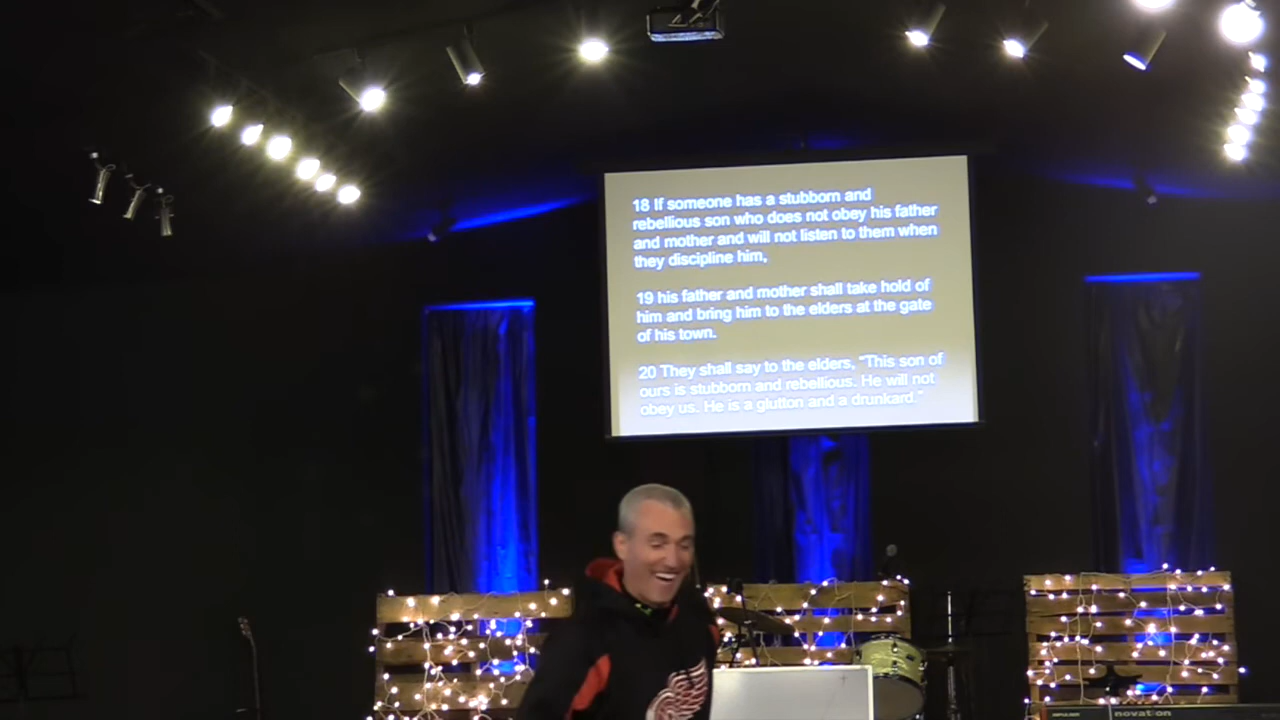 18 If someone has a stubborn and
rebellious son who does not obey his father
and mother and will not listen to them when
they discipline him,
19 his father and mother shall take hold of
him and bring him to the elders at the gate
of his town.
20 They shall say to the elders, "This son of
ours is stubborn and rebellious. He will not
obey us. He is a glutton and a drunkard."
novation